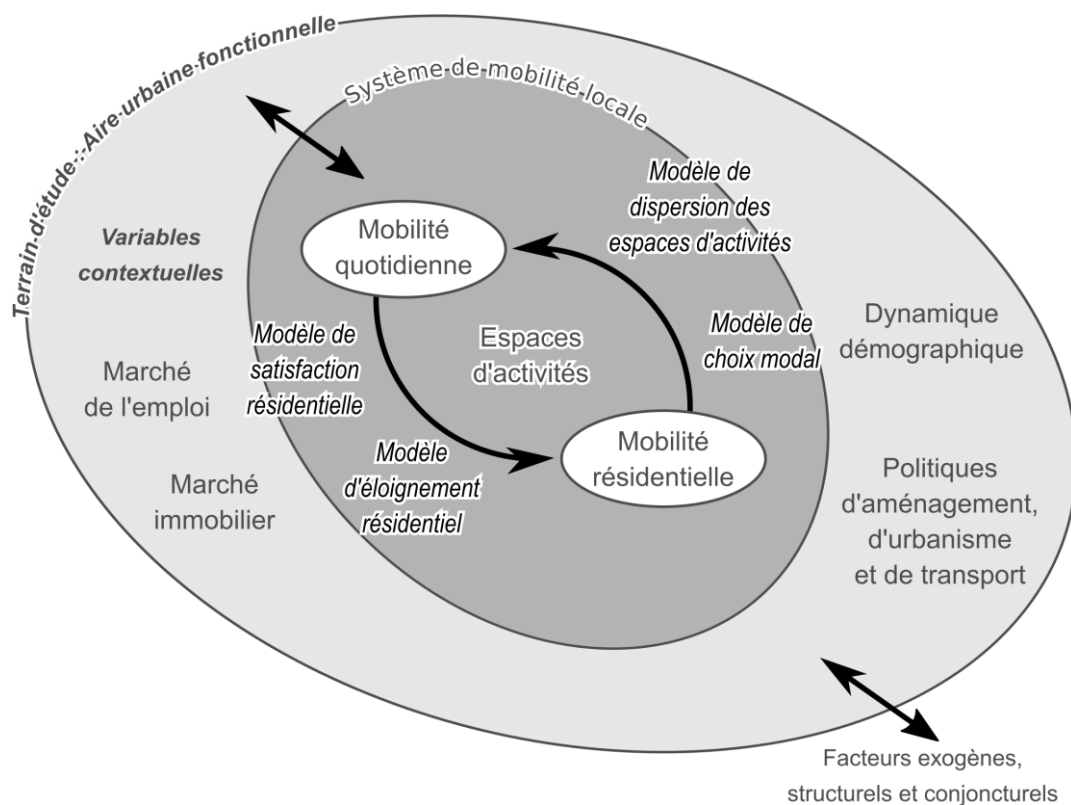 Terrain d'étude : Aire urbaine fonctionnelle
Système de mobilité locale
Variables
contextuelles
Marché
de l'emploi
Marché
immobilier
Mobilité
quotidienne
Modèle de
dispersion des
espaces d'activités
Modèle de
satisfaction
résidentielle
Espaces
d'activités
Modèle de
choix modal
Modèle
d'éloignement
résidentiel
Mobilité
résidentielle
Dynamique
démographique
Politiques
d'aménagement,
d'urbanisme
et de transport
Facteurs exogènes,
structurels et conjoncturels